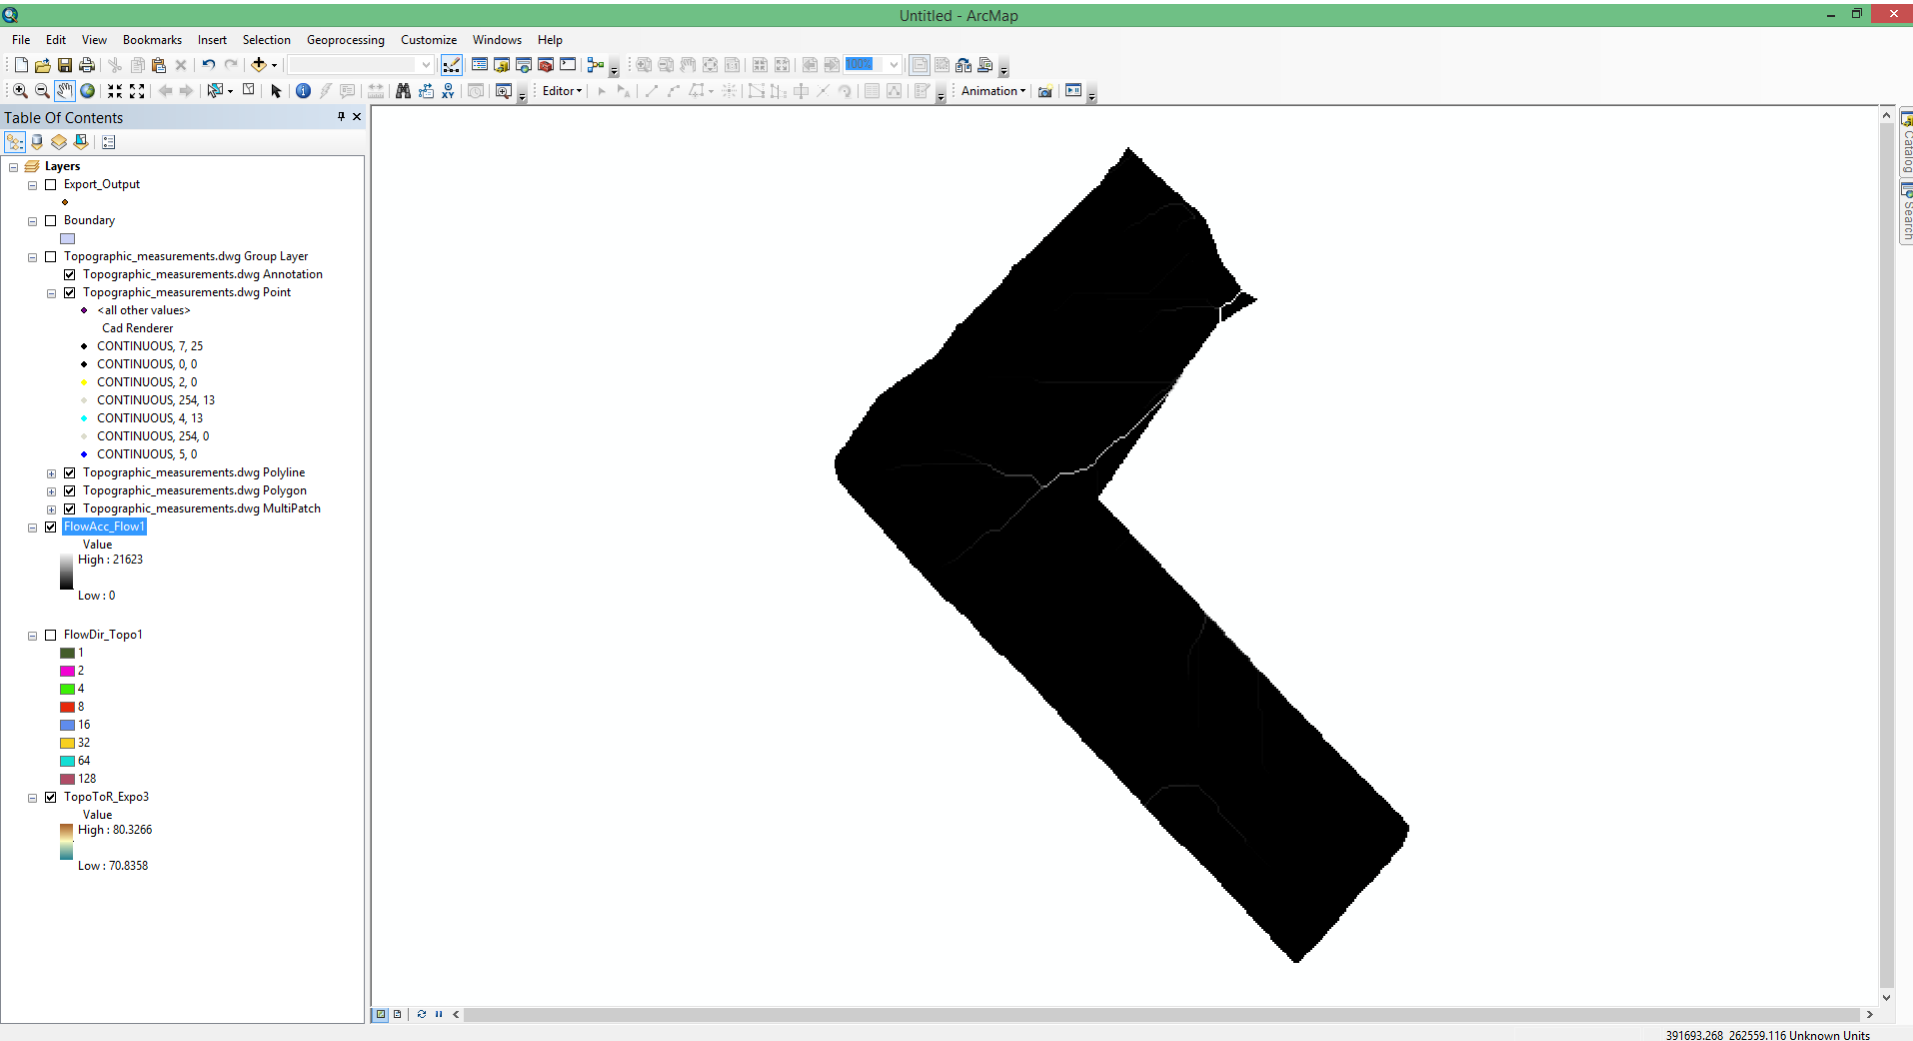 Untitled - ArcMap
File Edit View Bookmarks Insert Selection Geoprocessing Customize Windows Help
100%
Editor Animation
Table Of Contents
Layers
Export_Output
Boundary
Topographic_measurements.dwg Group Layer
Topographic_measurements.dwg Annotation
Topographic_measurements.dwg Point
<all other values>
Cad Renderer
CONTINUOUS, 7, 25
CONTINUOUS, 0, 0
CONTINUOUS, 2, 0
CONTINUOUS, 254, 13
CONTINUOUS, 4, 13
CONTINUOUS, 254, 0
CONTINUOUS, 5, 0
Topographic_measurements.dwg Polyline
Topographic_measurements.dwg Polygon
Topographic_measurements.dwg MultiPatch
FlowAcc_Flow1
Value
High : 21623
Low : 0
FlowDir_Topo1
1
2
4
8
16
32
64
128
TopoToR_Expo3
Value
High : 80.3266
Low : 70.8358
Catalog
Search
391693.268 262559.116 Unknown Units